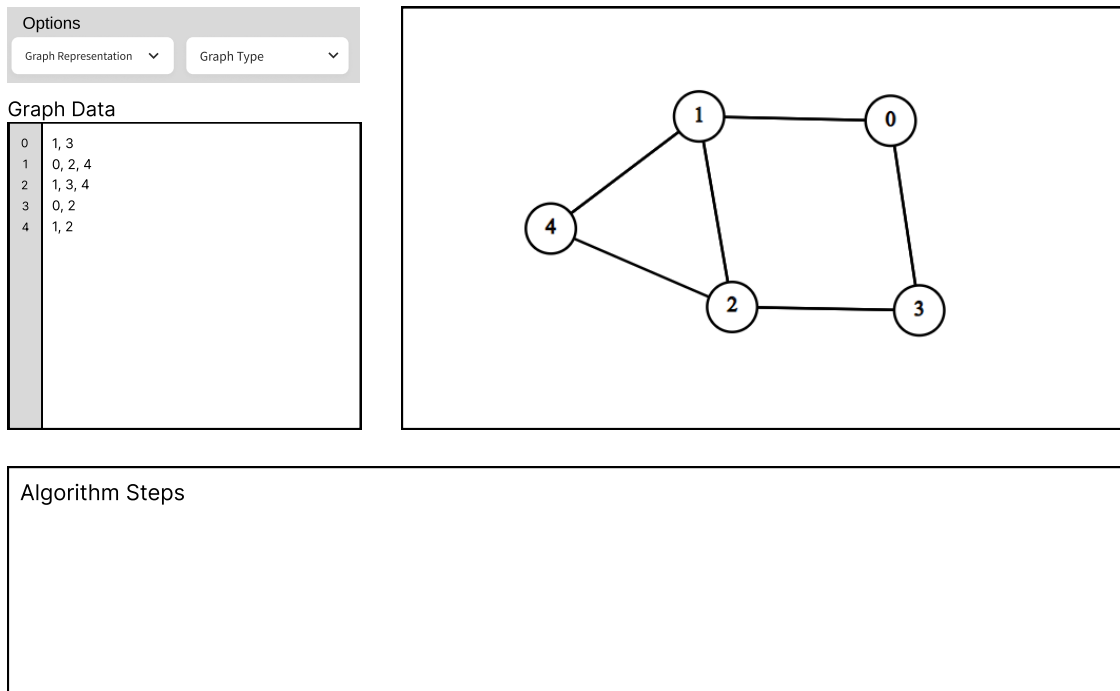 Options
Graph Representation
Graph Type
Graph Data
0 1, 3
1 0, 2, 4
2 1, 3, 4
3 0, 2
4 1, 2
1
0
4
2
3
Algorithm Steps